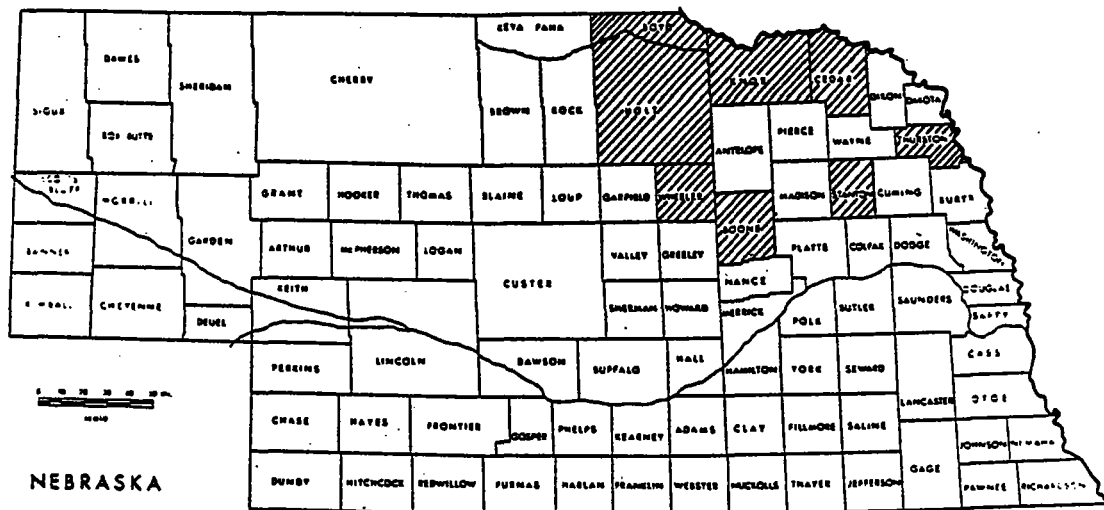 KEYA PAHA BOYD
DAWES SHERIDAN CHERRY KNOX CEDAR
SIOUX BROWN ROCK HOLT DIXON DAKOTA
BOX BUTTE ANTELOPE PIERCE WAYNE THURSTON
MORRILL GRANT HOOKER THOMAS BLAINE LOUP GARFIELD WHEELER MADISON STANTON CUMING BURT
BANNER GARDEN ARTHUR McPHERSON LOGAN CUSTER VALLEY GREELEY BOONE PLATTE COLFAX DODGE WASHINGTON
KIMBALL CHEYENNE DEUEL KEITH SHERMAN HOWARD NANCE MERRICK POLK BUTLER SAUNDERS DOUGLAS
SARPY
PERKINS LINCOLN DAWSON BUFFALO HALL HAMILTON YORK SEWARD LANCASTER CASS
OTOE
CHASE HAYES FRONTIER GOSPER PHELPS KEARNEY ADAMS CLAY FILLMORE SALINE JOHNSON NEMAHA
NEBRASKA
DUNDY HITCHCOCK REDWILLOW FURNAS HARLAN FRANKLIN WEBSTER NUCKOLLS THAYER JEFFERSON GAGE PAWNEE RICHARDSON